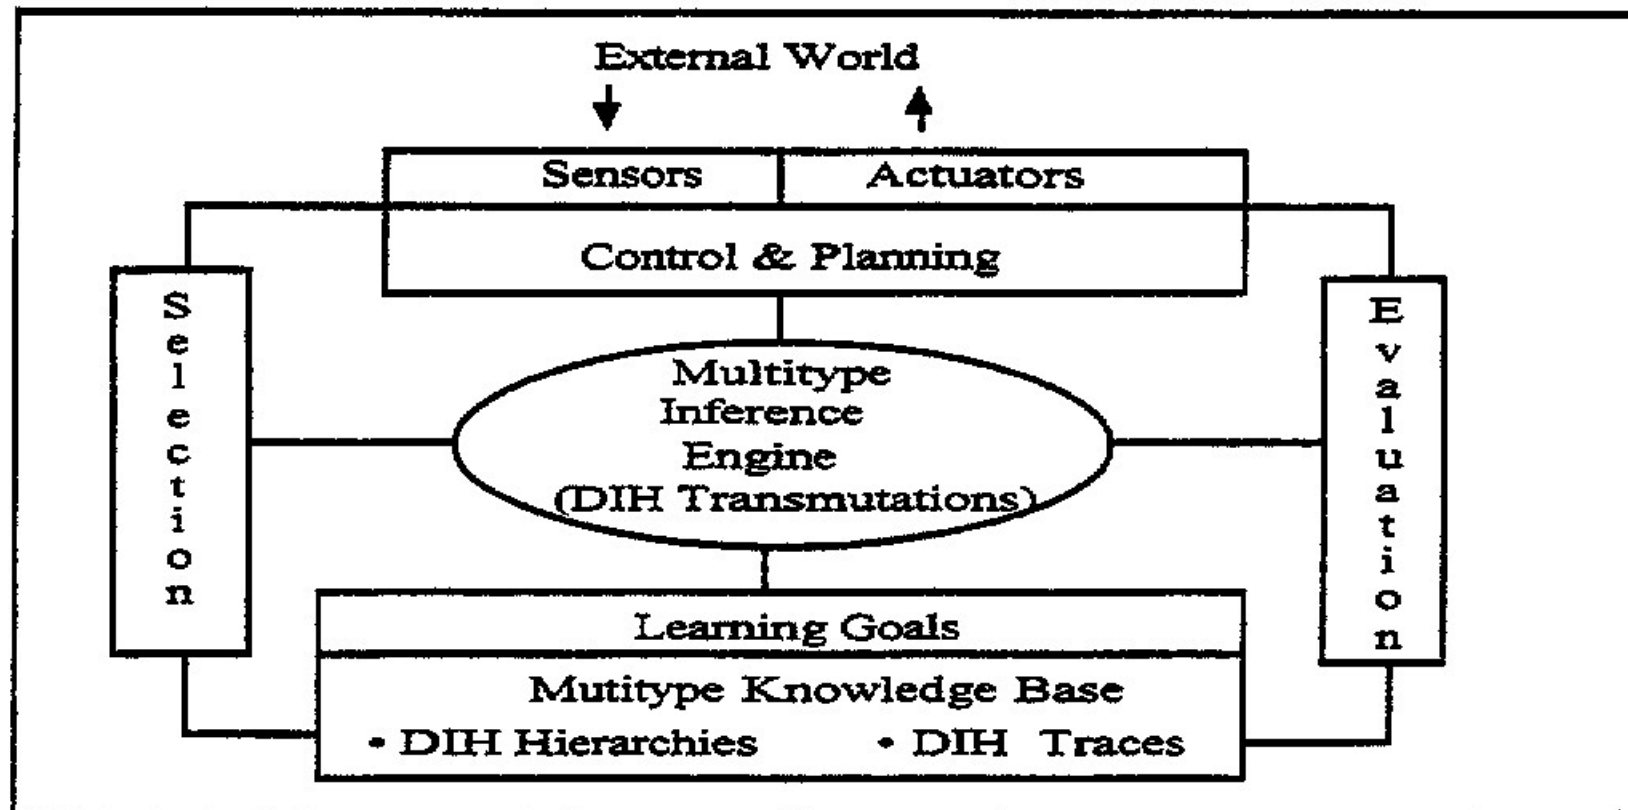 External World
Sensors
Actuators
Control & Planning
Selection
Multitype
Inference
Engine
(DIH Transmutations)
Evaluation
Learning Goals
Mutitype Knowledge Base
• DIH Hierarchies
• DIH Traces